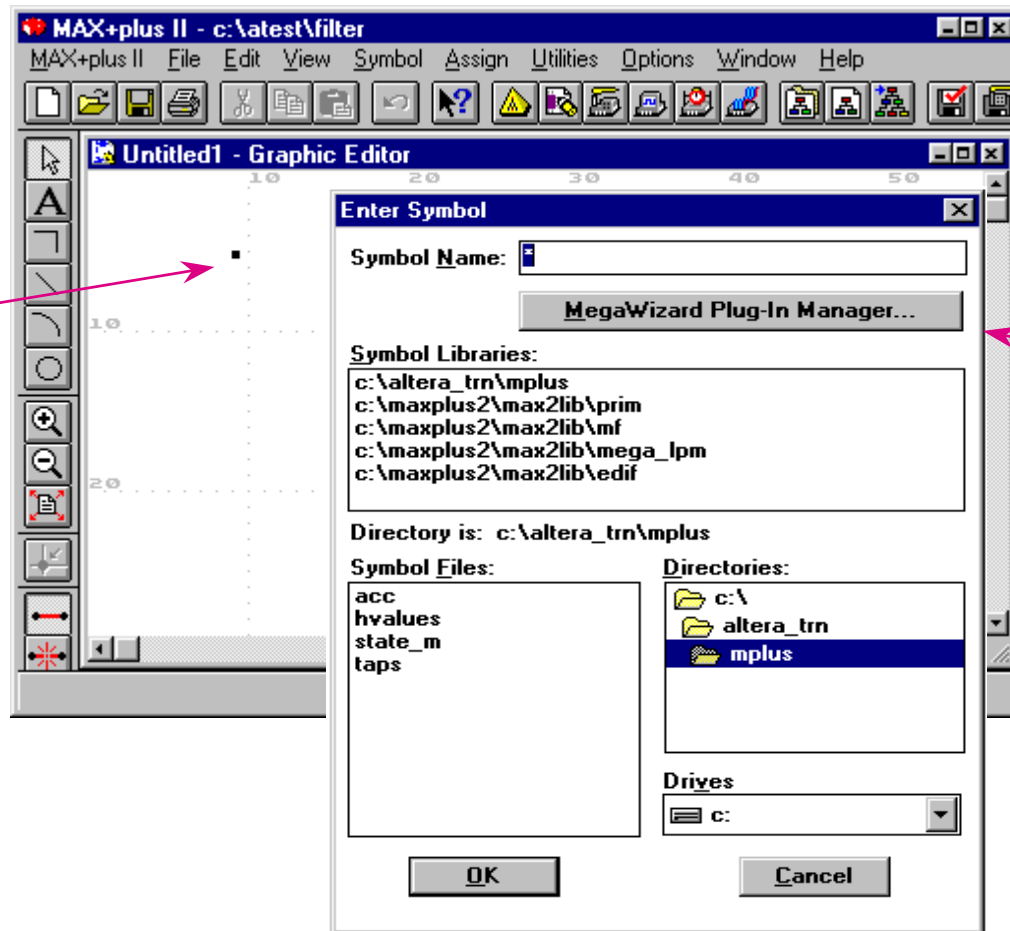 MAX+plus II - c:\atest\filter
MAX+plus II File Edit View Symbol Assign Utilities Options Window Help
Untitled1 - Graphic Editor
10 20 30 40 50
10
20
A
Enter Symbol
Symbol Name: *
MegaWizard Plug-In Manager...
Symbol Libraries:
c:\altera_trn\mplus
c:\maxplus2\max2lib\prim
c:\maxplus2\max2lib\mf
c:\maxplus2\max2lib\mega_lpm
c:\maxplus2\max2lib\edif
Directory is: c:\altera_trn\mplus
Symbol Files:
acc
hvalues
state_m
taps
Directories:
c:\
altera_trn
mplus
Drives
c:
OK Cancel